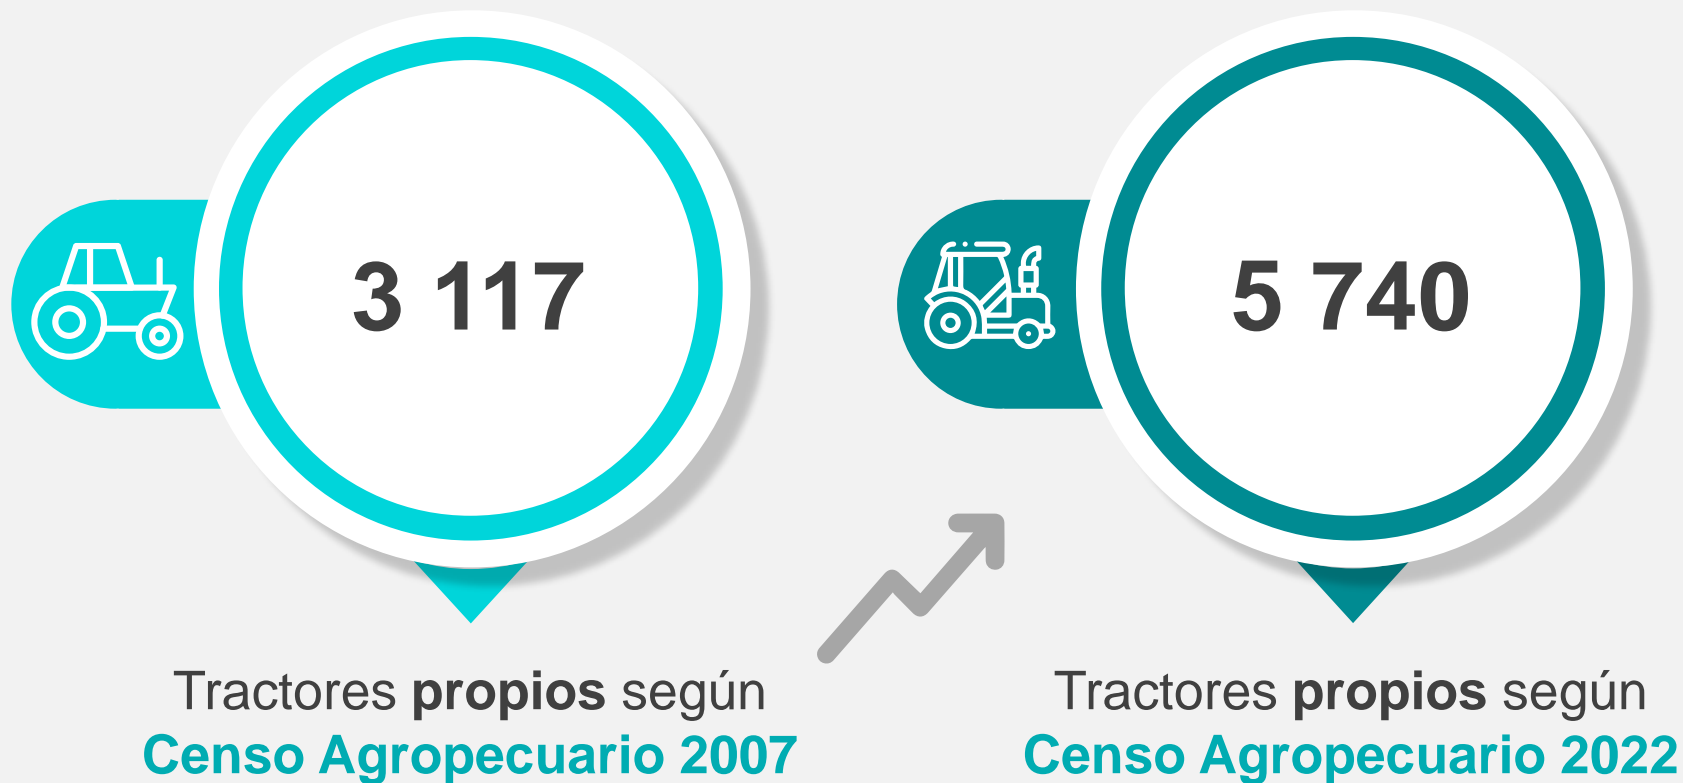 3 117
5 740
Tractores propios según
Censo Agropecuario 2007
Tractores propios según
Censo Agropecuario 2022